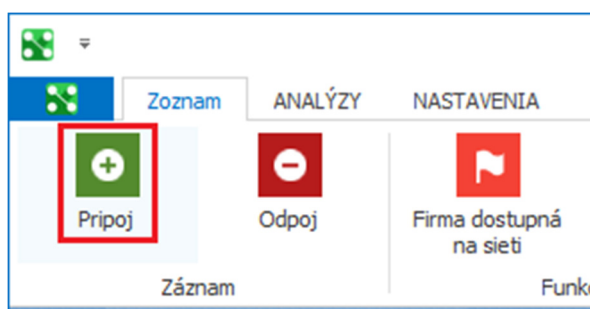 Zoznam ANALÝZY NASTAVENIA
Pripoj Odpoj Firma dostupná
na sieti
Záznam